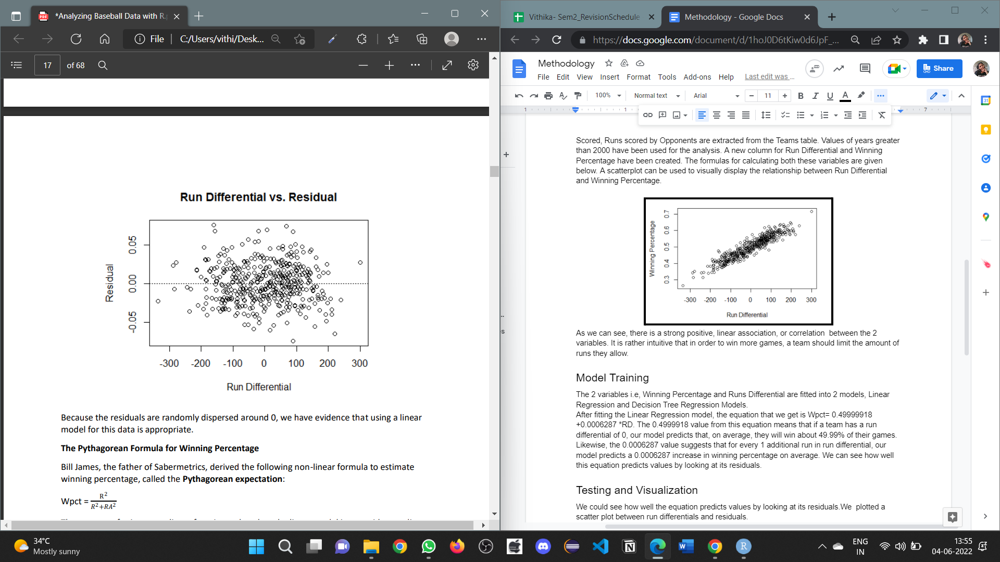 *Analyzing Baseball Data with R.p
File
C:/Users/vithi/Desk...
17 of 68
Run Differential vs. Residual
Residual
0.05
0.00
-0.05
-300 -200 -100 0 100 200 300
Run Differential
Because the residuals are randomly dispersed around 0, we have evidence that using a linear
model for this data is appropriate.
The Pythagorean Formula for Winning Percentage
Bill James, the father of Sabermetrics, derived the following non-linear formula to estimate
winning percentage, called the Pythagorean expectation:
Wpct = R²
R²+RA²
Vithika- Sem2_RevisionSchedule
Methodology - Google Docs
https://docs.google.com/document/d/1hoJ0D6tKiw0d6JpF_...
Methodology
File Edit View Insert Format Tools Add-ons Help Last edit was ...
Share
100% Normal text Arial 11
B I U A
1 1 7
Scored, Runs scored by Opponents are extracted from the Teams table. Values of years greater
than 2000 have been used for the analysis. A new column for Run Differential and Winning
Percentage have been created. The formulas for calculating both these variables are given
below. A scatterplot can be used to visually display the relationship between Run Differential
and Winning Percentage.
Winning Percentage
0.7
0.6
0.5
0.4
0.3
-300 -200 -100 0 100 200 300
Run Differential
As we can see, there is a strong positive, linear association, or correlation  between the 2
variables. It is rather intuitive that in order to win more games, a team should limit the amount of
runs they allow.
Model Training
The 2 variables i.e, Winning Percentage and Runs Differential are fitted into 2 models, Linear
Regression and Decision Tree Regression Models.
After fitting the Linear Regression model, the equation that we get is Wpct= 0.49999918
+0.0006287 *RD. The 0.4999918 value from this equation means that if a team has a run
differential of 0, our model predicts that, on average, they will win about 49.99% of their games.
Likewise, the 0.0006287 value suggests that for every 1 additional run in run differential, our
model predicts a 0.0006287 increase in winning percentage on average. We can see how well
this equation predicts values by looking at its residuals.
Testing and Visualization
We could see how well the equation predicts values by looking at its residuals.We  plotted a
scatter plot between run differentials and residuals.
31
34°C
Mostly sunny
ENG
IN
13:55
04-06-2022